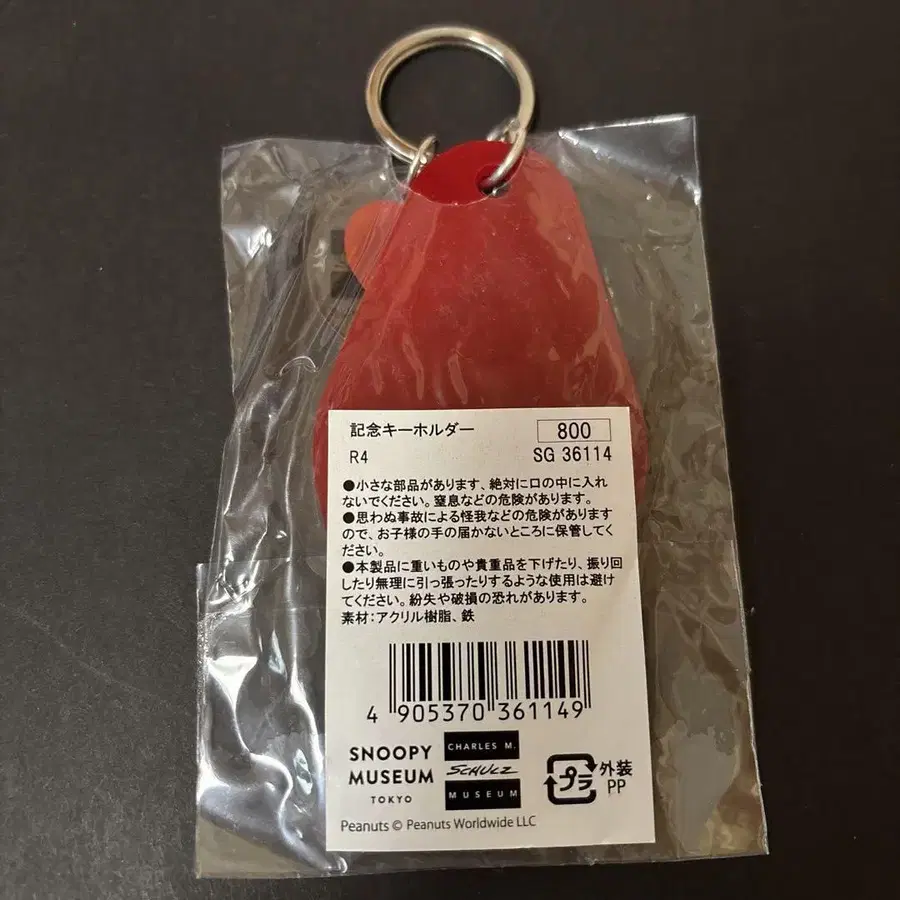 記念キーホルダー 800
R4 SG 36114
●小さな部品があります、絶対に口の中に入れ
ないでください。窒息などの危険があります。
●思わぬ事故による怪我などの危険があります
ので、お子様の手の届かないところに保管してく
ださい。
●本製品に重いものや貴重品を下げたり、振り回
したり無理に引っ張ったりするような使用は避け
てください。紛失や破損の恐れがあります。
素材:アクリル樹脂、鉄
4 905370 361149
SNOOPY
MUSEUM
TOKYO
CHARLES M.
SCHULZ
MUSEUM
プラ 外装
PP
Peanuts © Peanuts Worldwide LLC